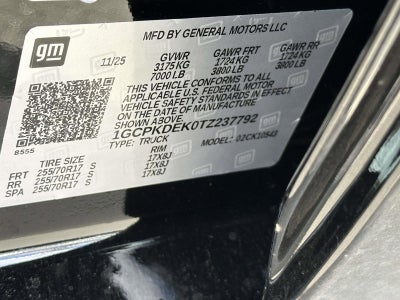 MFD BY GENERAL MOTORS LLC
gm
11/25
GVWR GAWR FRT GAWR RR
3175KG 1724KG 1724KG
7000 LB 3800 LB 3800 LB
THIS VEHICLE CONFORMS TO ALL
APPLICABLE U.S. FEDERAL MOTOR
VEHICLE SAFETY STANDARDS IN EFFECT
ON THE DATE OF MANUFACTURE
SHOWN ABOVE.
1GCPKDEK0TZ237792
TYPE: TRUCK MODEL: 02CK10543
8555
TIRE SIZE RIM
FRT 255/70R17 S 17X8J
RR 255/70R17 S 17X8J
SPA 255/70R17 S 17X8J